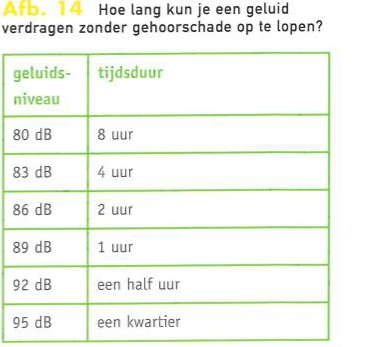 Afb. 14 Hoe lang kun je een geluid
verdragen zonder gehoorschade op te lopen?
geluids- tijdsduur
niveau
80 dB 8 uur
83 dB 4 uur
86 dB 2 uur
89 dB 1 uur
92 dB een half uur
95 dB een kwartier